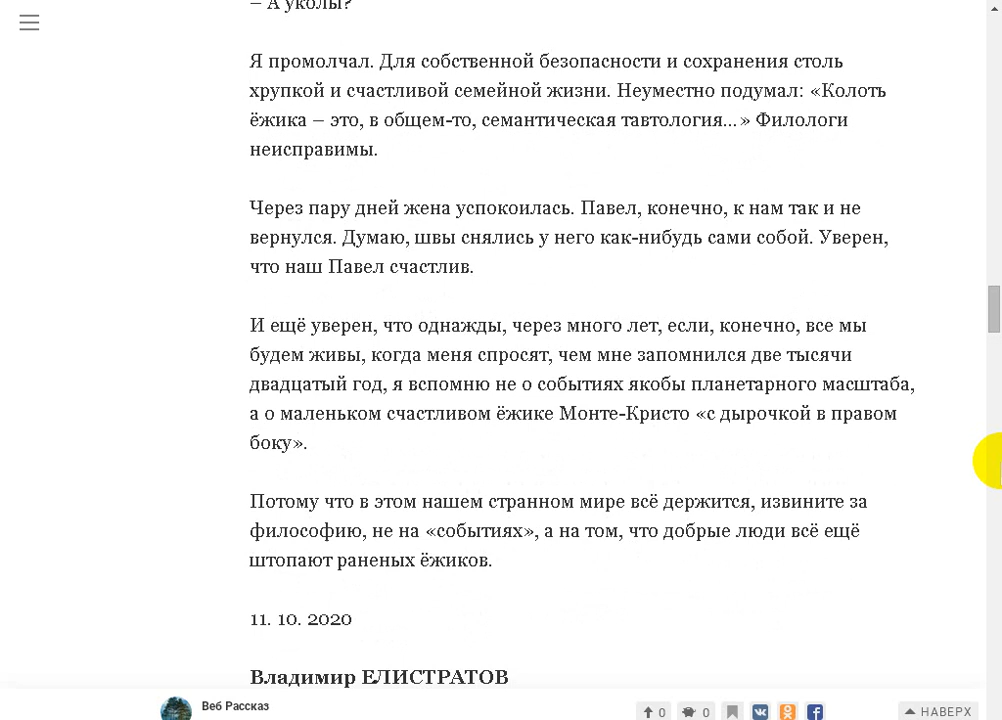 – А уколы?
Я промолчал. Для собственной безопасности и сохранения столь
хрупкой и счастливой семейной жизни. Неуместно подумал: «Колоть
ёжика – это, в общем-то, семантическая тавтология…» Филологи
неисправимы.
Через пару дней жена успокоилась. Павел, конечно, к нам так и не
вернулся. Думаю, швы снялись у него как-нибудь сами собой. Уверен,
что наш Павел счастлив.
И ещё уверен, что однажды, через много лет, если, конечно, все мы
будем живы, когда меня спросят, чем мне запомнился две тысячи
двадцатый год, я вспомню не о событиях якобы планетарного масштаба,
а о маленьком счастливом ёжике Монте-Кристо «с дырочкой в правом
боку».
Потому что в этом нашем странном мире всё держится, извините за
философию, не на «событиях», а на том, что добрые люди всё ещё
штопают раненых ёжиков.
11. 10. 2020
Владимир ЕЛИСТРАТОВ
Веб Рассказ
0 0
НАВЕРХ